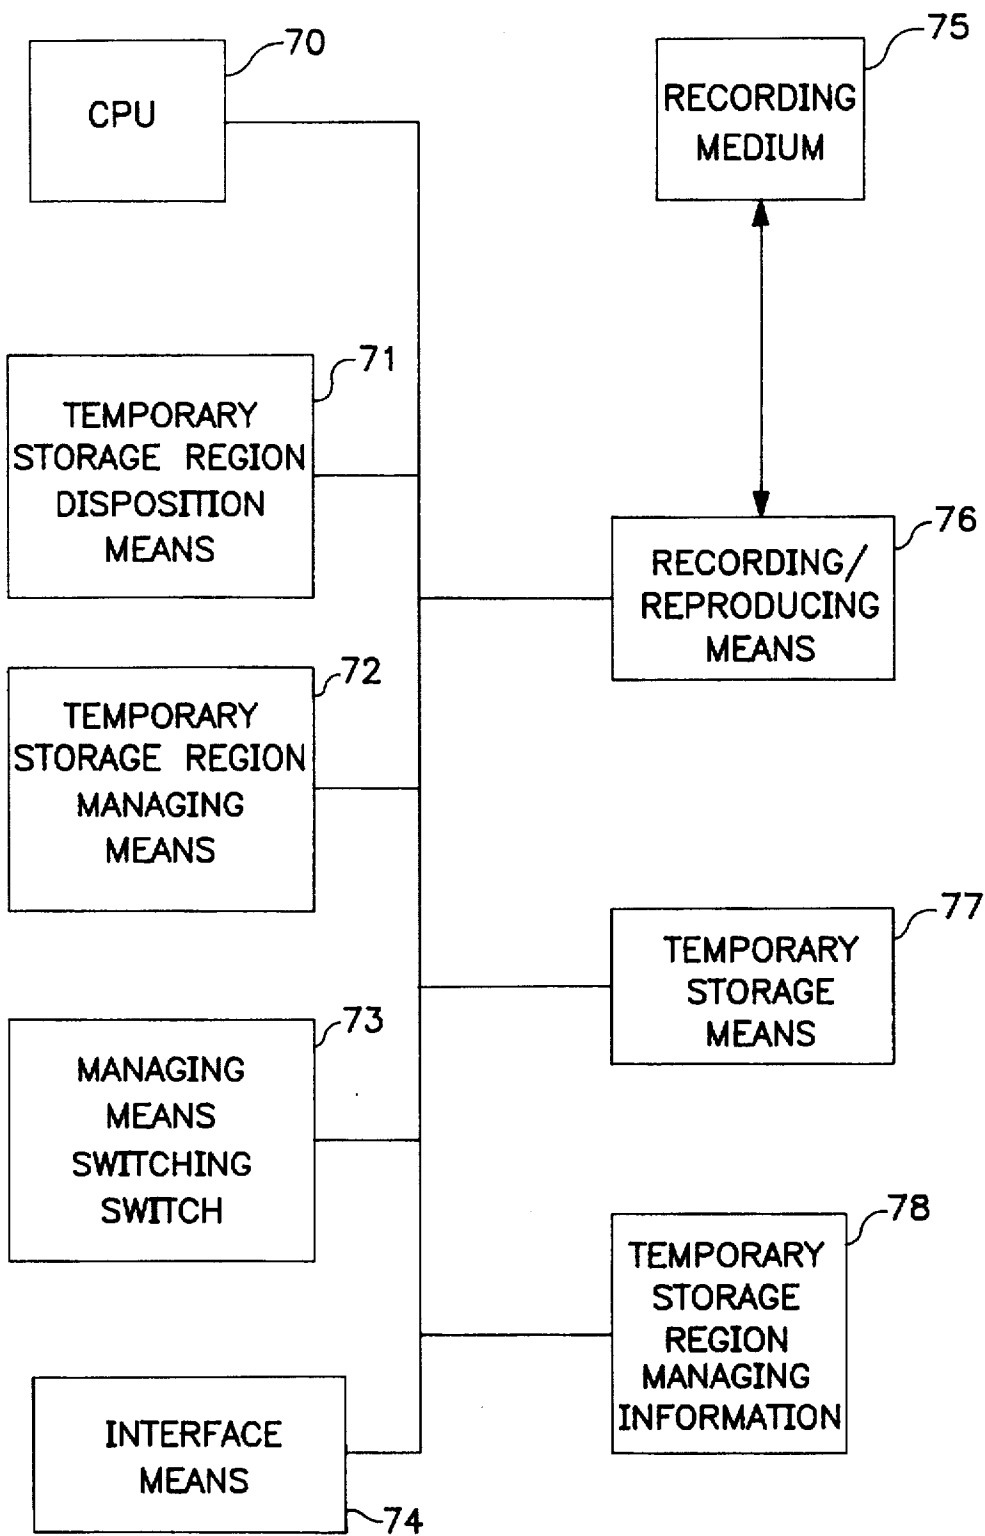 70
CPU
75
RECORDING
MEDIUM
71
TEMPORARY
STORAGE REGION
DISPOSITION
MEANS
76
RECORDING/
REPRODUCING
MEANS
72
TEMPORARY
STORAGE REGION
MANAGING
MEANS
77
TEMPORARY
STORAGE
MEANS
73
MANAGING
MEANS
SWITCHING
SWITCH
78
TEMPORARY
STORAGE
REGION
MANAGING
INFORMATION
INTERFACE
MEANS
74